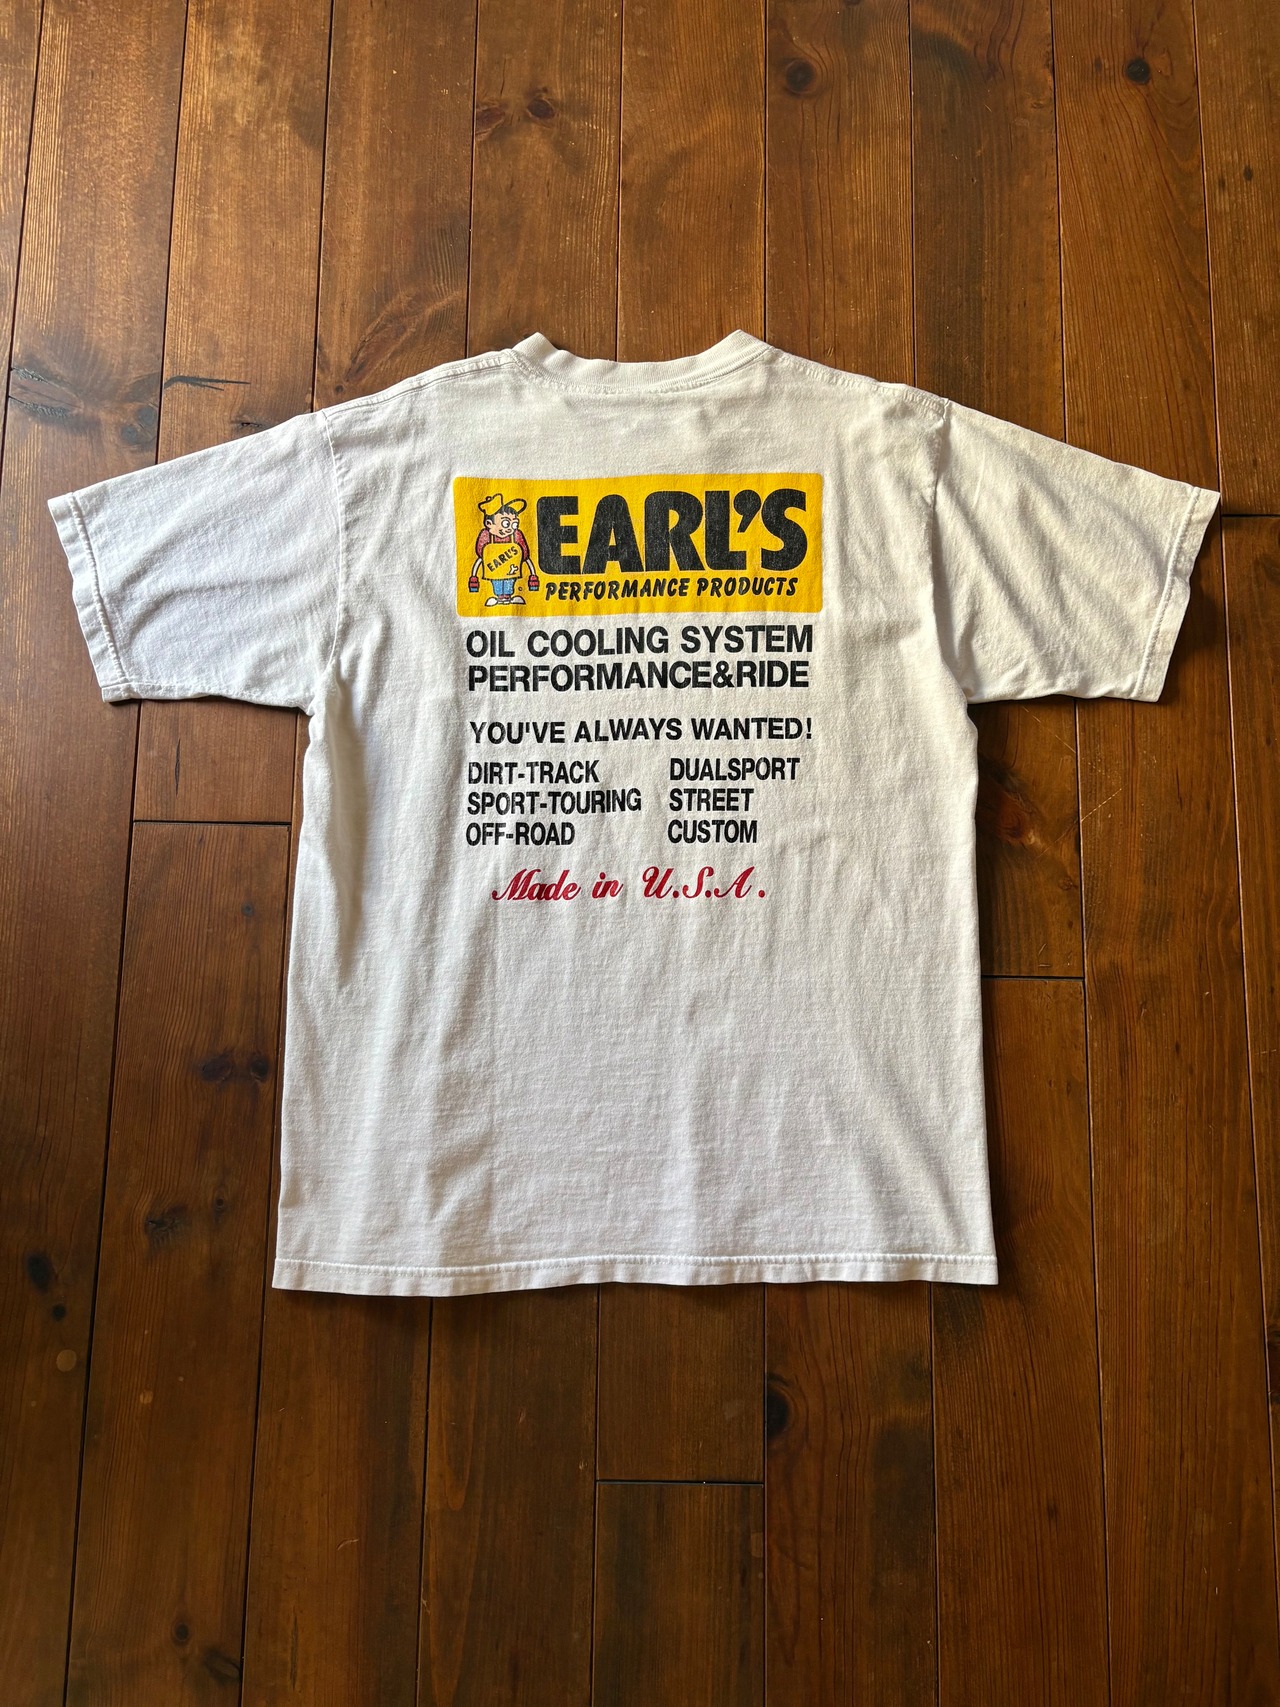 EARL'S
EARL'S
PERFORMANCE PRODUCTS
OIL COOLING SYSTEM
PERFORMANCE&RIDE
YOU'VE ALWAYS WANTED!
DIRT-TRACK DUALSPORT
SPORT-TOURING STREET
OFF-ROAD CUSTOM
Made in U.S.A.